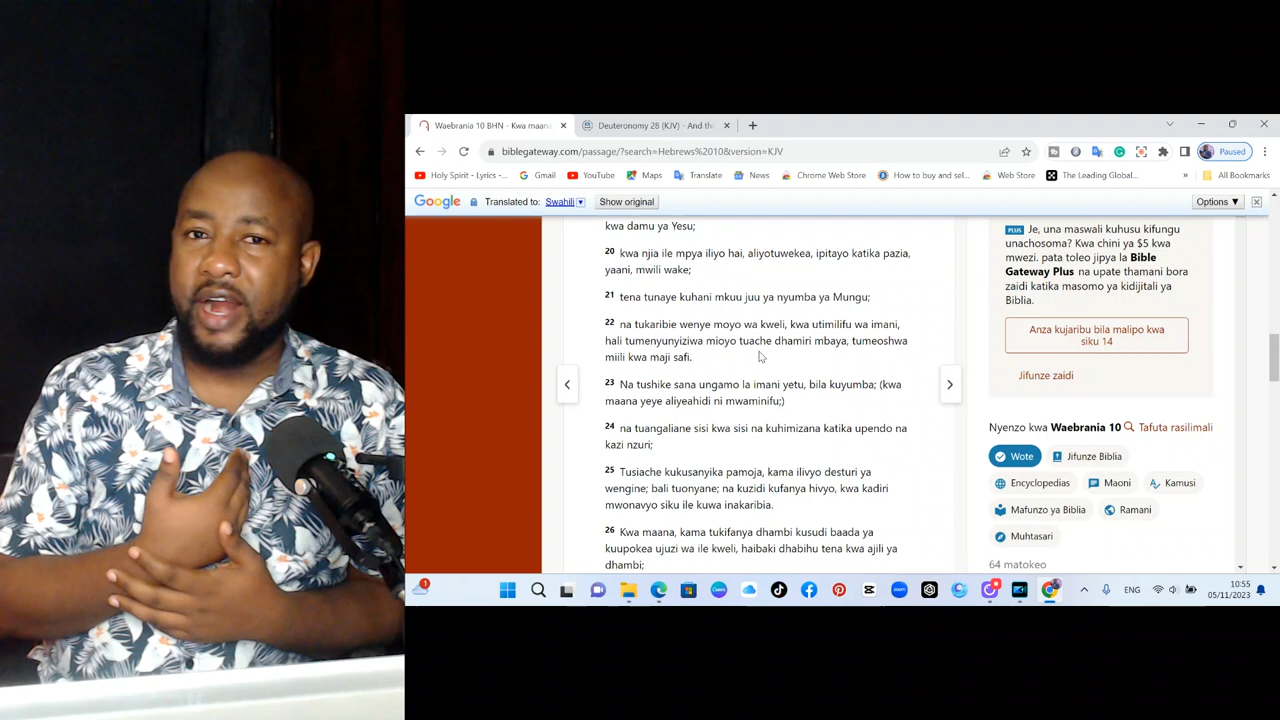 Waebrania 10 BHN - Kwa maana
Deuteronomy 28 (KJV) - And the
biblegateway.com/passage/?search=Hebrews%2010&version=KJV
Paused
Holy Spirit - Lyrics -...
Gmail
YouTube
Maps
Translate
News
Chrome Web Store
How to buy and sel...
Web Store
The Leading Global...
»
All Bookmarks
Google
Translated to: Swahili
Show original
Options ▼
kwa damu ya Yesu;
20 kwa njia ile mpya iliyo hai, aliyotuwekea, ipitayo katika pazia,
yaani, mwili wake;
21 tena tunaye kuhani mkuu juu ya nyumba ya Mungu;
22 na tukaribie wenye moyo wa kweli, kwa utimilifu wa imani,
hali tumenyunyiziwa mioyo tuache dhamiri mbaya, tumeoshwa
miili kwa maji safi.
23 Na tushike sana ungamo la imani yetu, bila kuyumba; (kwa
maana yeye aliyeahidi ni mwaminifu;)
24 na tuangaliane sisi kwa sisi na kuhimizana katika upendo na
kazi nzuri;
25 Tusiache kukusanyika pamoja, kama ilivyo desturi ya
wengine; bali tuonyane; na kuzidi kufanya hivyo, kwa kadiri
mwonavyo siku ile kuwa inakaribia.
26 Kwa maana, kama tukifanya dhambi kusudi baada ya
kuupokea ujuzi wa ile kweli, haibaki dhabihu tena kwa ajili ya
dhambi;
PLUS Je, una maswali kuhusu kifungu
unachosoma? Kwa chini ya $5 kwa
mwezi. pata toleo jipya la Bible
Gateway Plus na upate thamani bora
zaidi katika masomo ya kidijitali ya
Biblia.
Anza kujaribu bila malipo kwa
siku 14
Jifunze zaidi
Nyenzo kwa Waebrania 10
Tafuta rasilimali
Wote
Jifunze Biblia
Encyclopedias
Maoni
Kamusi
Mafunzo ya Biblia
Ramani
Muhtasari
64 matokeo
1
zoom
ENG
10:55
05/11/2023